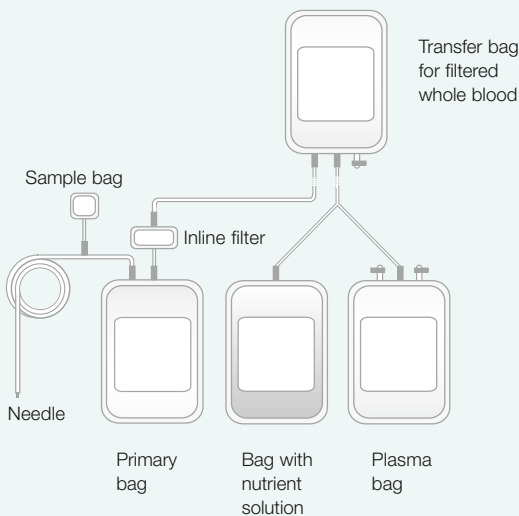 Transfer bag
for filtered
whole blood
Sample bag
Inline filter
Needle
Primary
bag
Bag with
nutrient
solution
Plasma
bag